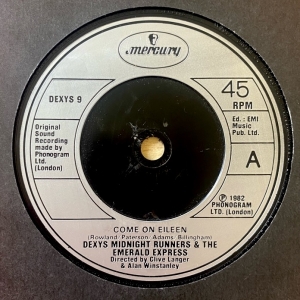 mercury
DEXYS 9
45
RPM
Original
Sound
Recording
made by
Phonogram
Ltd.
(London)
Ed.: EMI
Music
Pub. Ltd.
A
℗ 1982
PHONOGRAM
LTD. (London)
COME ON EILEEN
(Rowland/Paterson/Adams/Billingham)
DEXYS MIDNIGHT RUNNERS & THE
EMERALD EXPRESS
Directed by Clive Langer
& Alan Winstanley